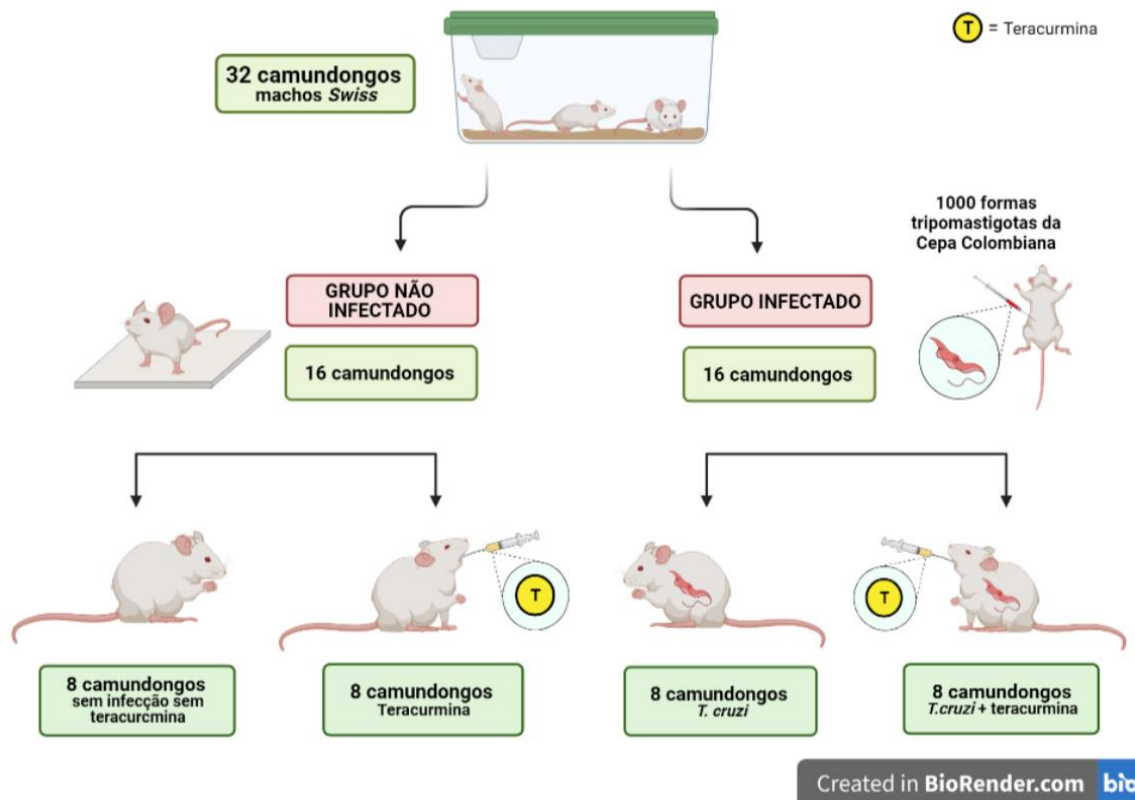 T = Teracurmina
32 camundongos
machos Swiss
1000 formas
tripomastigotas da
Cepa Colombiana
GRUPO NÃO
INFECTADO
GRUPO INFECTADO
16 camundongos
16 camundongos
T
T
8 camundongos
sem infecção sem
teracurcmina
8 camundongos
Teracurmina
8 camundongos
T. cruzi
8 camundongos
T.cruzi + teracurmina
Created in BioRender.com bio